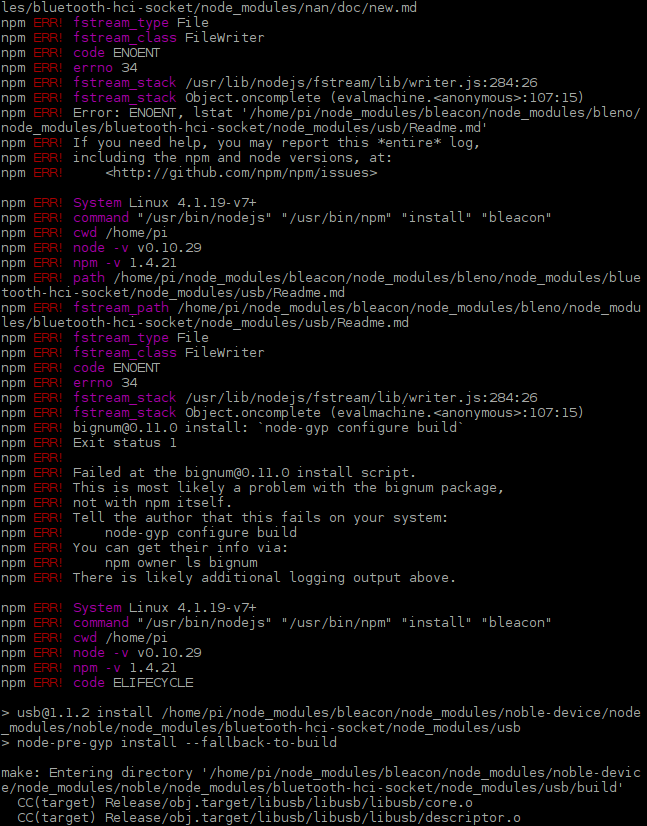 les/bluetooth-hci-socket/node_modules/nan/doc/new.md
npm ERR! fstream_type File
npm ERR! fstream_class FileWriter
npm ERR! code ENOENT
npm ERR! errno 34
npm ERR! fstream_stack /usr/lib/nodejs/fstream/lib/writer.js:284:26
npm ERR! fstream_stack Object.oncomplete (evalmachine.<anonymous>:107:15)
npm ERR! Error: ENOENT, lstat '/home/pi/node_modules/bleacon/node_modules/bleno/
node_modules/bluetooth-hci-socket/node_modules/usb/Readme.md'
npm ERR! If you need help, you may report this *entire* log,
npm ERR! including the npm and node versions, at:
npm ERR!     <http://github.com/npm/npm/issues>
npm ERR! System Linux 4.1.19-v7+
npm ERR! command "/usr/bin/nodejs" "/usr/bin/npm" "install" "bleacon"
npm ERR! cwd /home/pi
npm ERR! node -v v0.10.29
npm ERR! npm -v 1.4.21
npm ERR! path /home/pi/node_modules/bleacon/node_modules/bleno/node_modules/blue
tooth-hci-socket/node_modules/usb/Readme.md
npm ERR! fstream_path /home/pi/node_modules/bleacon/node_modules/bleno/node_modu
les/bluetooth-hci-socket/node_modules/usb/Readme.md
npm ERR! fstream_type File
npm ERR! fstream_class FileWriter
npm ERR! code ENOENT
npm ERR! errno 34
npm ERR! fstream_stack /usr/lib/nodejs/fstream/lib/writer.js:284:26
npm ERR! fstream_stack Object.oncomplete (evalmachine.<anonymous>:107:15)
npm ERR! bignum@0.11.0 install: `node-gyp configure build`
npm ERR! Exit status 1
npm ERR!
npm ERR! Failed at the bignum@0.11.0 install script.
npm ERR! This is most likely a problem with the bignum package,
npm ERR! not with npm itself.
npm ERR! Tell the author that this fails on your system:
npm ERR!     node-gyp configure build
npm ERR! You can get their info via:
npm ERR!     npm owner ls bignum
npm ERR! There is likely additional logging output above.
npm ERR! System Linux 4.1.19-v7+
npm ERR! command "/usr/bin/nodejs" "/usr/bin/npm" "install" "bleacon"
npm ERR! cwd /home/pi
npm ERR! node -v v0.10.29
npm ERR! npm -v 1.4.21
npm ERR! code ELIFECYCLE
> usb@1.1.2 install /home/pi/node_modules/bleacon/node_modules/noble-device/node
_modules/noble/node_modules/bluetooth-hci-socket/node_modules/usb
> node-pre-gyp install --fallback-to-build
make: Entering directory '/home/pi/node_modules/bleacon/node_modules/noble-devic
e/node_modules/noble/node_modules/bluetooth-hci-socket/node_modules/usb/build'
  CC(target) Release/obj.target/libusb/libusb/libusb/core.o
  CC(target) Release/obj.target/libusb/libusb/libusb/descriptor.o